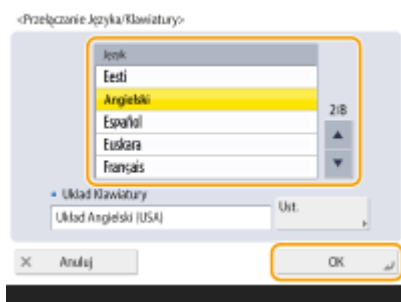 <Przełączanie Języka/Klawiatury>
Język
Eesti
Angielski
Español
2/8
Euskara
Français
Układ Klawiatury
Układ Angielski (USA)
Ust.
Anuluj
OK